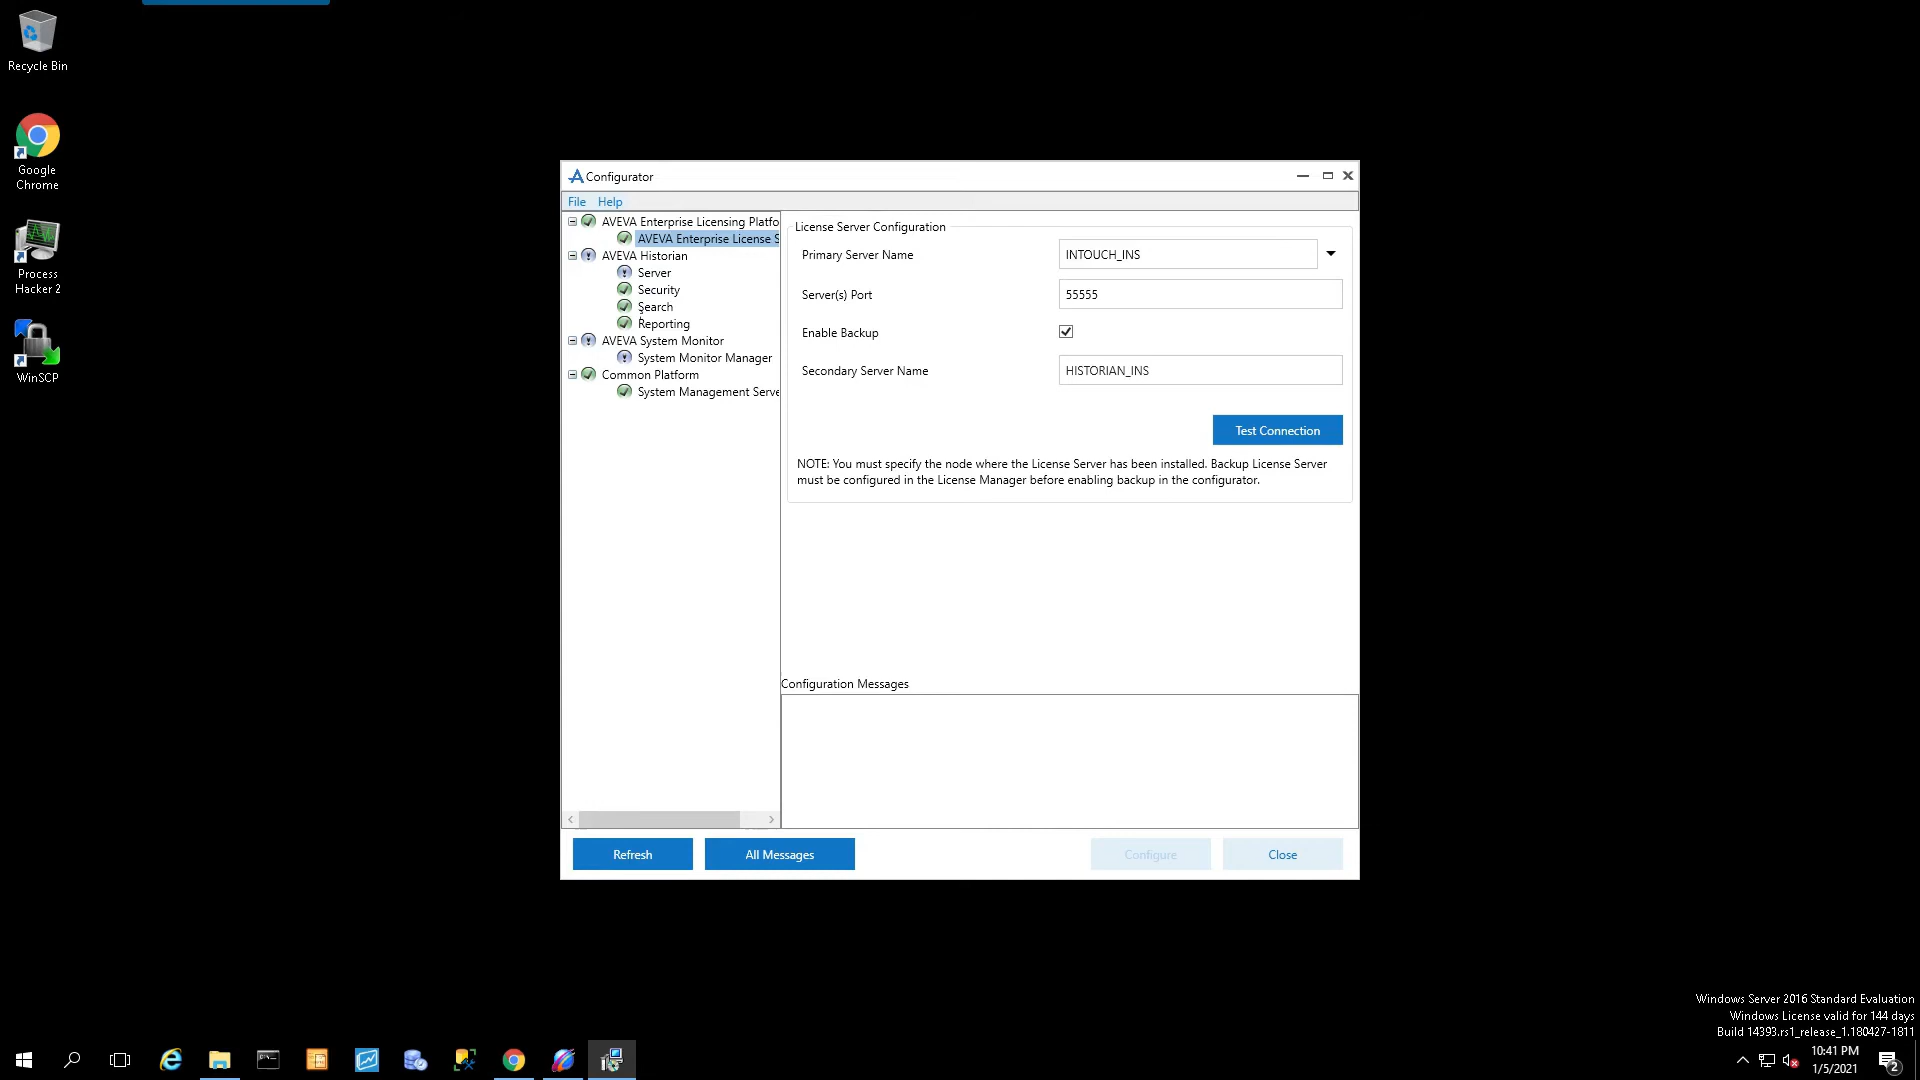 Recycle Bin
Google
Chrome
Process
Hacker 2
WinSCP
Configurator
File Help
AVEVA Enterprise Licensing Platfo
AVEVA Enterprise License S
AVEVA Historian
Server
Security
Search
Reporting
AVEVA System Monitor
System Monitor Manager
Common Platform
System Management Serve
License Server Configuration
Primary Server Name
INTOUCH_INS
Server(s) Port
55555
Enable Backup
Secondary Server Name
HISTORIAN_INS
Test Connection
NOTE: You must specify the node where the License Server has been installed. Backup License Server
must be configured in the License Manager before enabling backup in the configurator.
Configuration Messages
Refresh
All Messages
Configure
Close
Windows Server 2016 Standard Evaluation
Windows License valid for 144 days
Build 14393.rs1_release_1.180427-1811
10:41 PM
1/5/2021
2